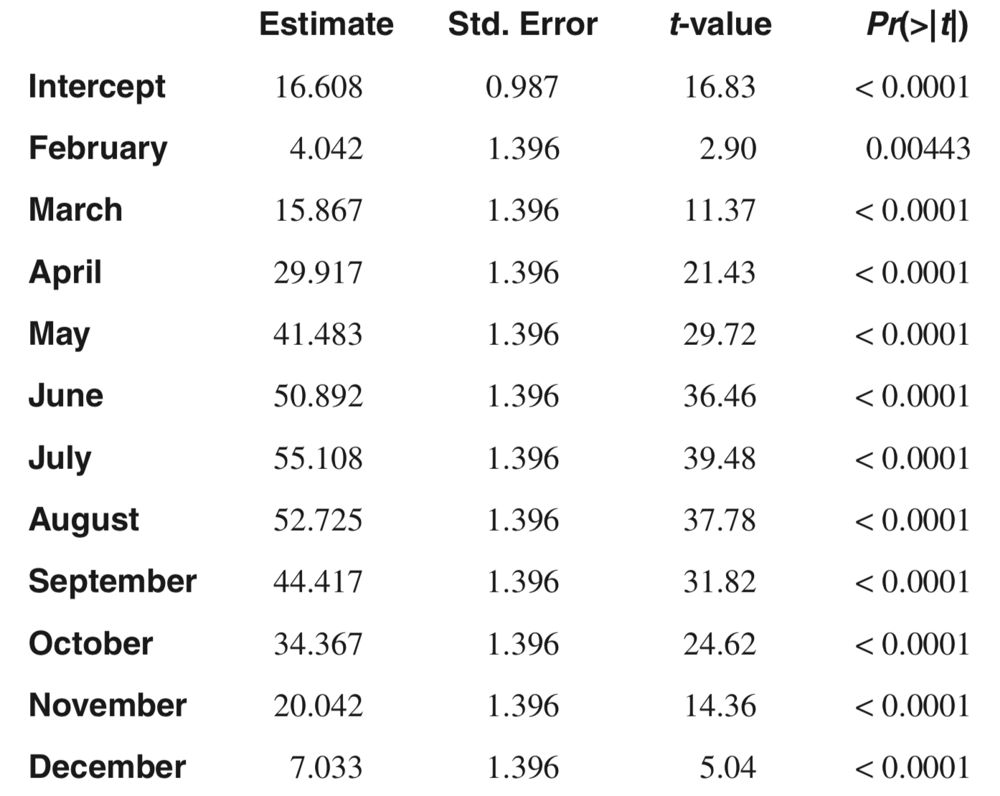 Estimate Std. Error t-value Pr(>|t|)
Intercept 16.608 0.987 16.83 < 0.0001
February 4.042 1.396 2.90 0.00443
March 15.867 1.396 11.37 < 0.0001
April 29.917 1.396 21.43 < 0.0001
May 41.483 1.396 29.72 < 0.0001
June 50.892 1.396 36.46 < 0.0001
July 55.108 1.396 39.48 < 0.0001
August 52.725 1.396 37.78 < 0.0001
September 44.417 1.396 31.82 < 0.0001
October 34.367 1.396 24.62 < 0.0001
November 20.042 1.396 14.36 < 0.0001
December 7.033 1.396 5.04 < 0.0001